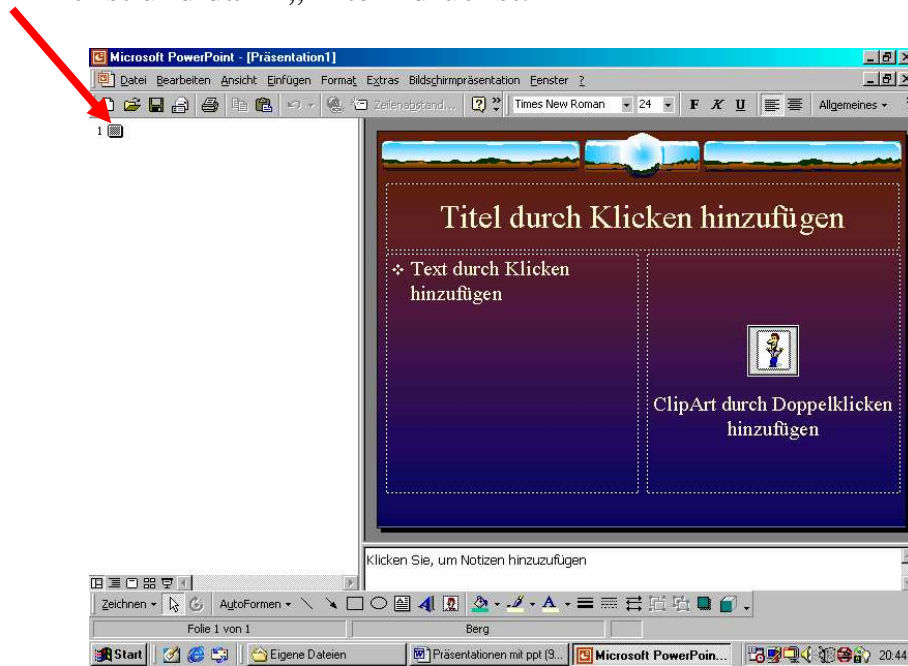 Microsoft PowerPoint - [Präsentation1]
Datei Bearbeiten Ansicht Einfügen Format Extras Bildschirmpräsentation Fenster ?
Zeilenabstand... Times New Roman 24 F K U Allgemeines
1
Titel durch Klicken hinzufügen
Text durch Klicken
hinzufügen
ClipArt durch Doppelklicken
hinzufügen
Klicken Sie, um Notizen hinzuzufügen
Zeichnen AutoFormen
Folie 1 von 1 Berg
Start Eigene Dateien Präsentationen mit ppt (9... Microsoft PowerPoin... 20:44